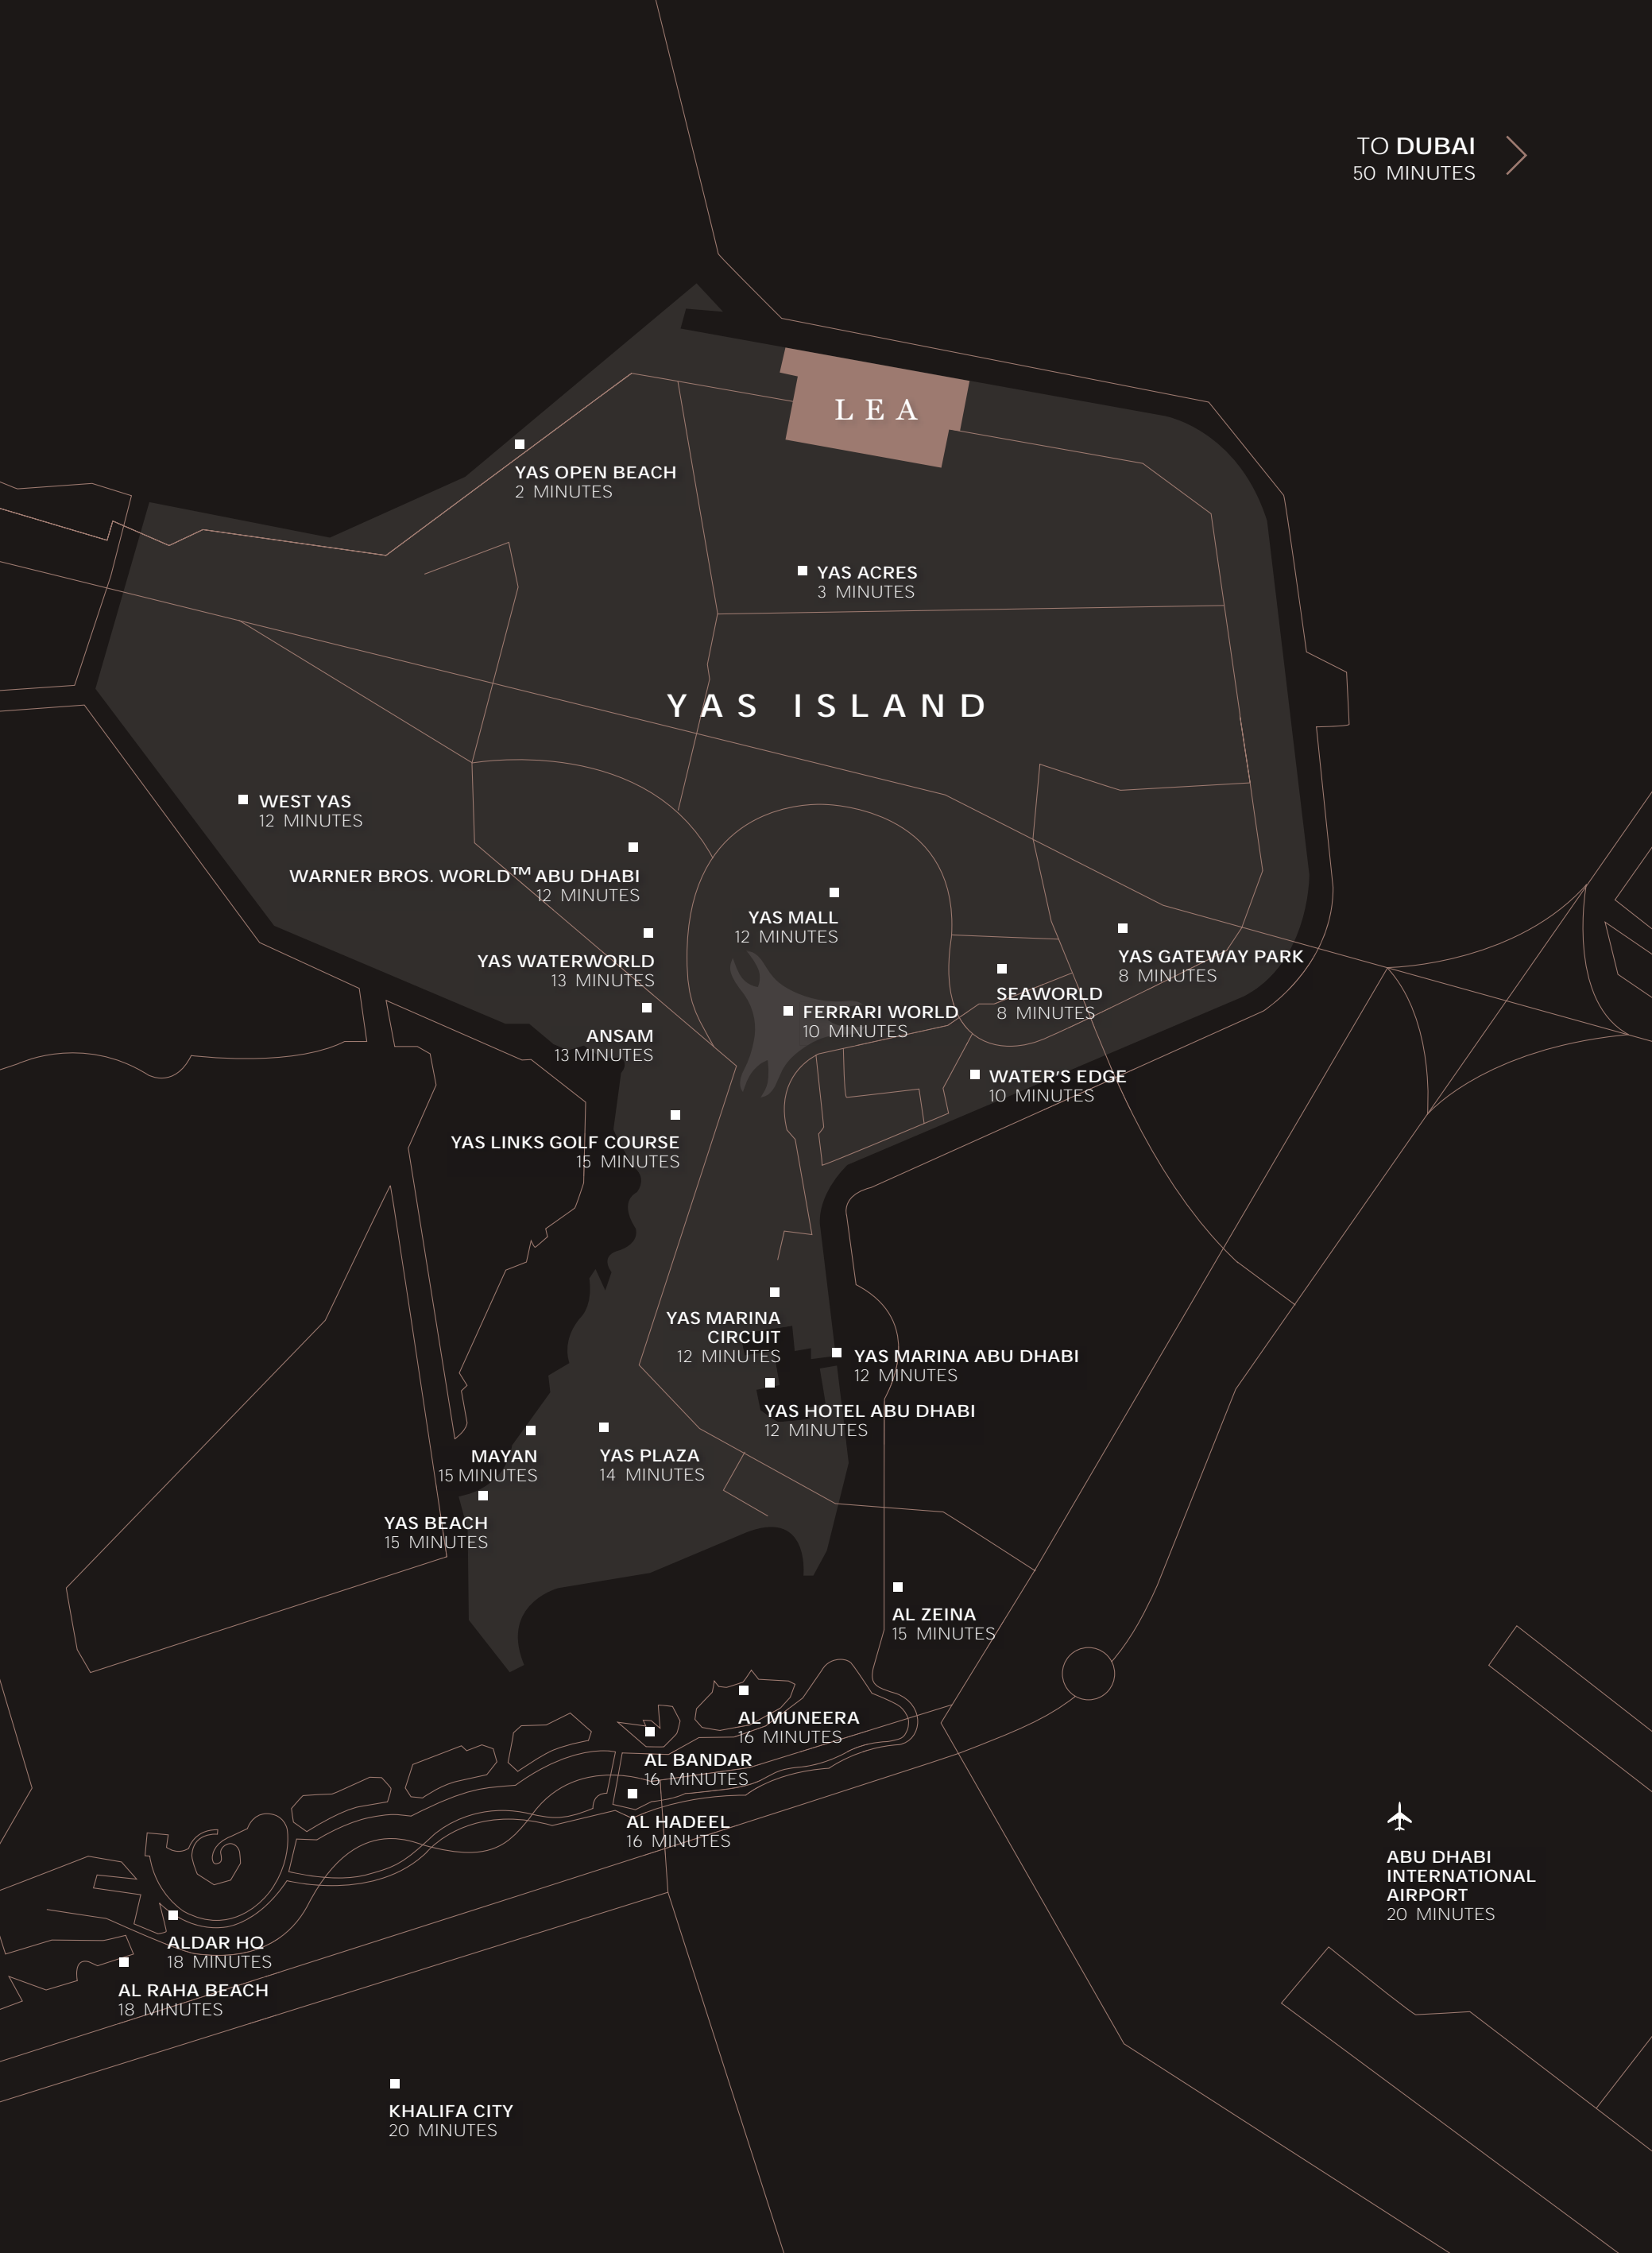 TO DUBAI
50 MINUTES
LEA
YAS OPEN BEACH
2 MINUTES
YAS ACRES
3 MINUTES
YAS ISLAND
WEST YAS
12 MINUTES
WARNER BROS. WORLD™ ABU DHABI
12 MINUTES
YAS MALL
12 MINUTES
YAS WATERWORLD
13 MINUTES
YAS GATEWAY PARK
8 MINUTES
SEAWORLD
8 MINUTES
FERRARI WORLD
10 MINUTES
ANSAM
13 MINUTES
WATER'S EDGE
10 MINUTES
YAS LINKS GOLF COURSE
15 MINUTES
YAS MARINA
CIRCUIT
12 MINUTES
YAS MARINA ABU DHABI
12 MINUTES
YAS HOTEL ABU DHABI
12 MINUTES
MAYAN
15 MINUTES
YAS PLAZA
14 MINUTES
YAS BEACH
15 MINUTES
AL ZEINA
15 MINUTES
AL MUNEERA
16 MINUTES
AL BANDAR
16 MINUTES
AL HADEEL
16 MINUTES
ABU DHABI
INTERNATIONAL
AIRPORT
20 MINUTES
ALDAR HQ
18 MINUTES
AL RAHA BEACH
18 MINUTES
KHALIFA CITY
20 MINUTES